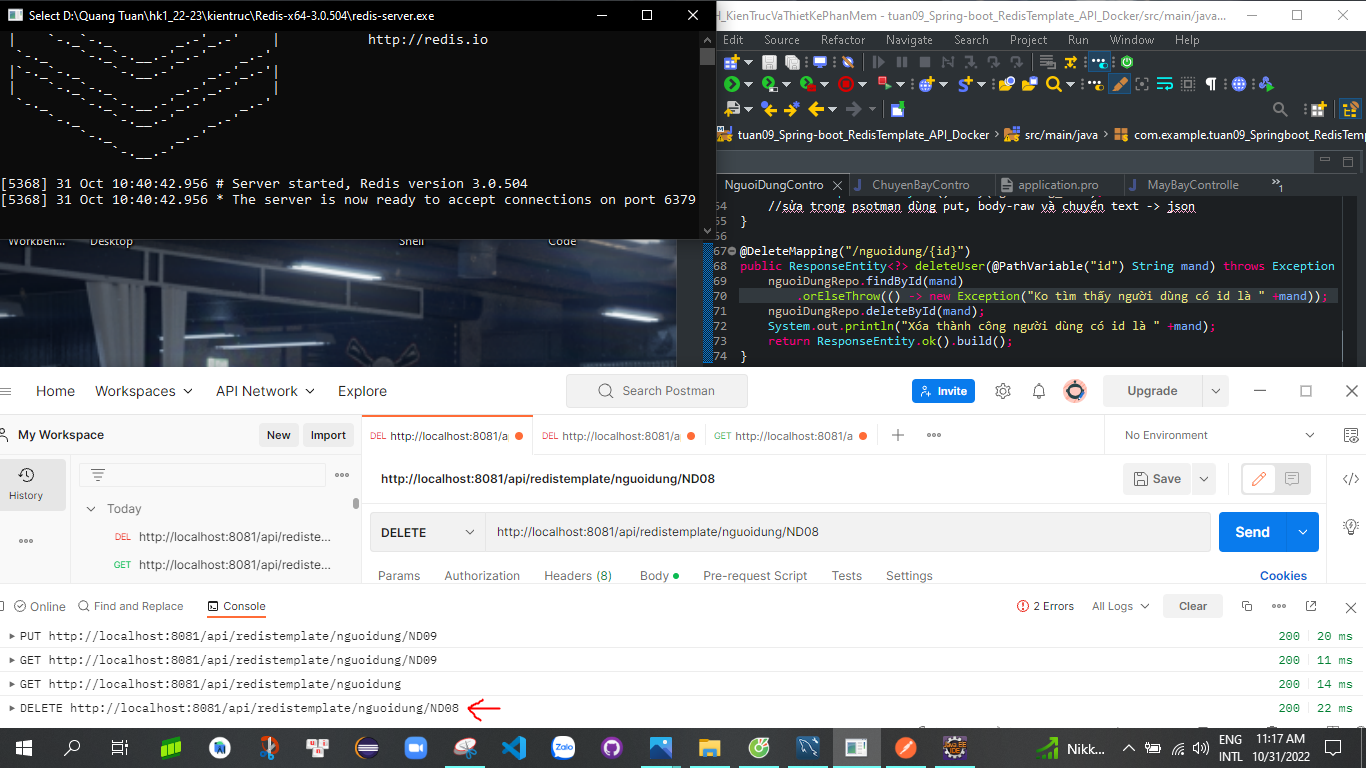 Select D:\Quang Tuan\hk1_22-23\kientruc\Redis-x64-3.0.504\redis-server.exe
http://redis.io
[5368] 31 Oct 10:40:42.956 # Server started, Redis version 3.0.504
[5368] 31 Oct 10:40:42.956 * The server is now ready to accept connections on port 6379
Workben... Desktop Shell Code
H_KienTrucVaThietKePhanMem - tuan09_Spring-boot_RedisTemplate_API_Docker/src/main/java...
Edit Source Refactor Navigate Search Project Run Window Help
tuan09_Spring-boot_RedisTemplate_API_Docker src/main/java com.example.tuan09_Springboot_RedisTemp
NguoiDungContro ChuyenBayContro application.pro MayBayControlle 1
64 //sửa trong psotman dùng put, body-raw và chuyển text -> json
65 }
66
67 @DeleteMapping("/nguoidung/{id}")
68 public ResponseEntity<?> deleteUser(@PathVariable("id") String mand) throws Exception
69 nguoiDungRepo.findById(mand)
70 .orElseThrow(() -> new Exception("Ko tìm thấy người dùng có id là " +mand));
71 nguoiDungRepo.deleteById(mand);
72 System.out.println("Xóa thành công người dùng có id là " +mand);
73 return ResponseEntity.ok().build();
74 }
Home Workspaces API Network Explore Search Postman Invite Upgrade
My Workspace New Import DEL http://localhost:8081/a DEL http://localhost:8081/a GET http://localhost:8081/a No Environment
History
Today
DEL http://localhost:8081/api/rediste...
GET http://localhost:8081/api/rediste...
http://localhost:8081/api/redistemplate/nguoidung/ND08 Save
DELETE http://localhost:8081/api/redistemplate/nguoidung/ND08 Send
Params Authorization Headers (8) Body Pre-request Script Tests Settings Cookies
Online Find and Replace Console 2 Errors All Logs Clear
PUT http://localhost:8081/api/redistemplate/nguoidung/ND09 200 20 ms
GET http://localhost:8081/api/redistemplate/nguoidung/ND09 200 11 ms
GET http://localhost:8081/api/redistemplate/nguoidung 200 14 ms
DELETE http://localhost:8081/api/redistemplate/nguoidung/ND08 200 22 ms
Zalo Nikk... ENG 11:17 AM
INTL 10/31/2022